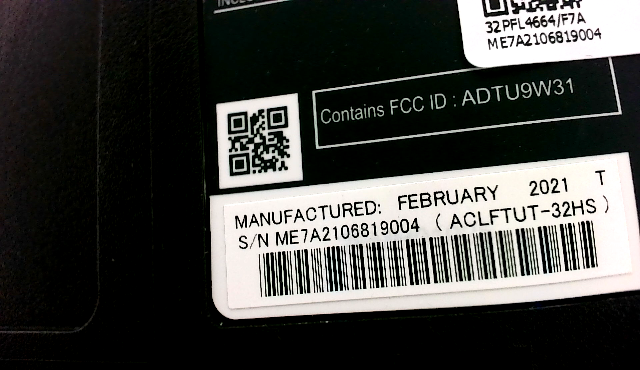 32PFL4664/F7A
ME7A2106819004
Contains FCC ID : ADTU9W31
MANUFACTURED: FEBRUARY 2021 T
S/N ME7A2106819004 ( ACLFTUT-32HS )